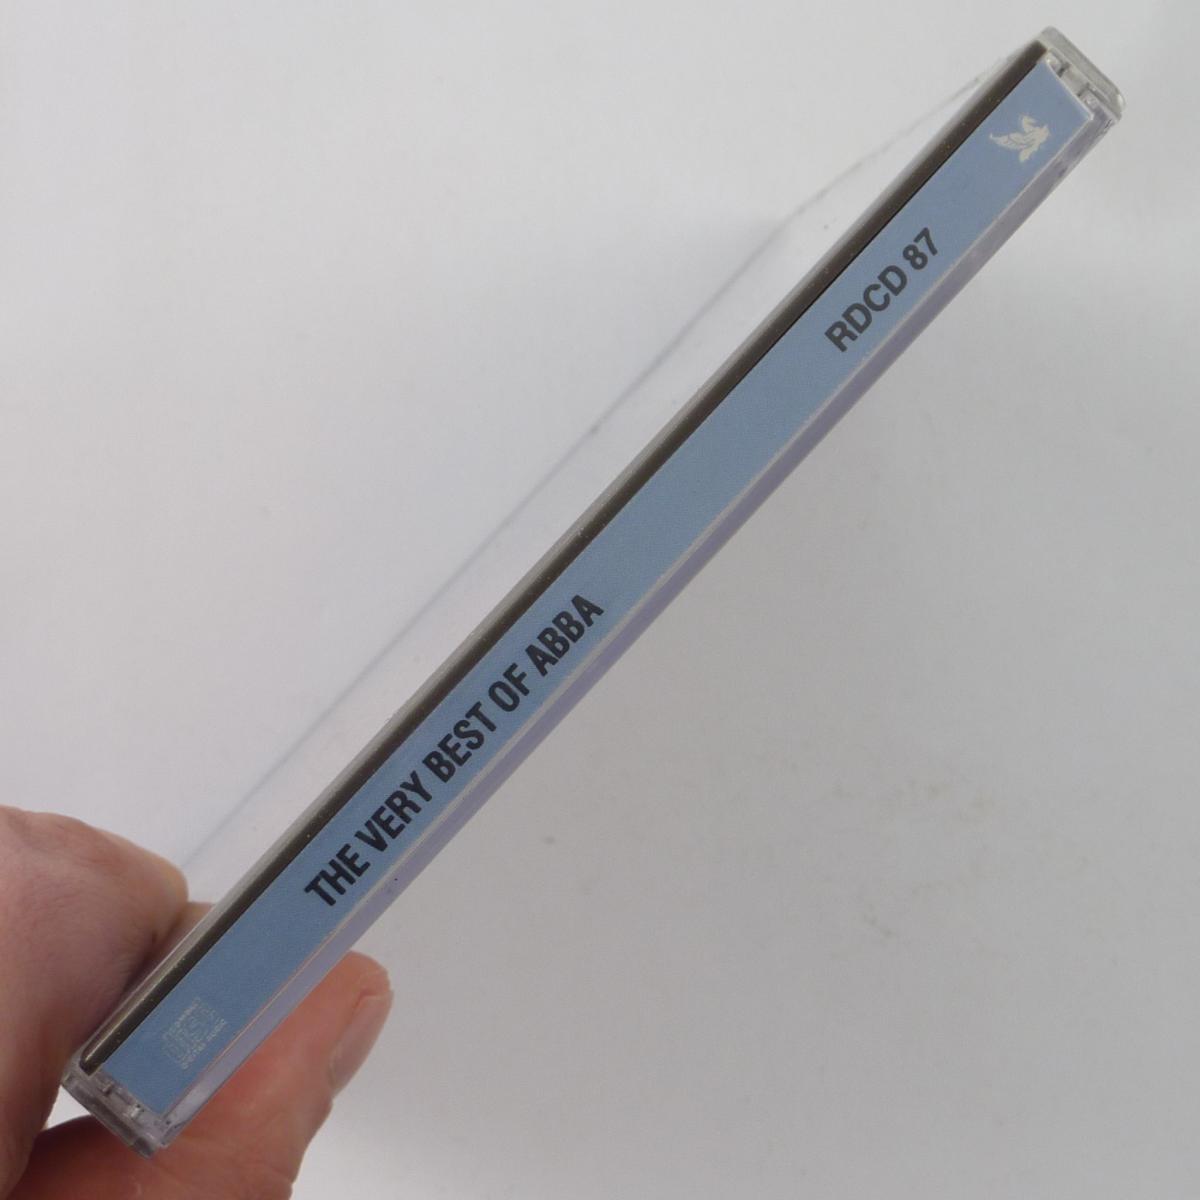 THE VERY BEST OF ABBA
RDCD 87